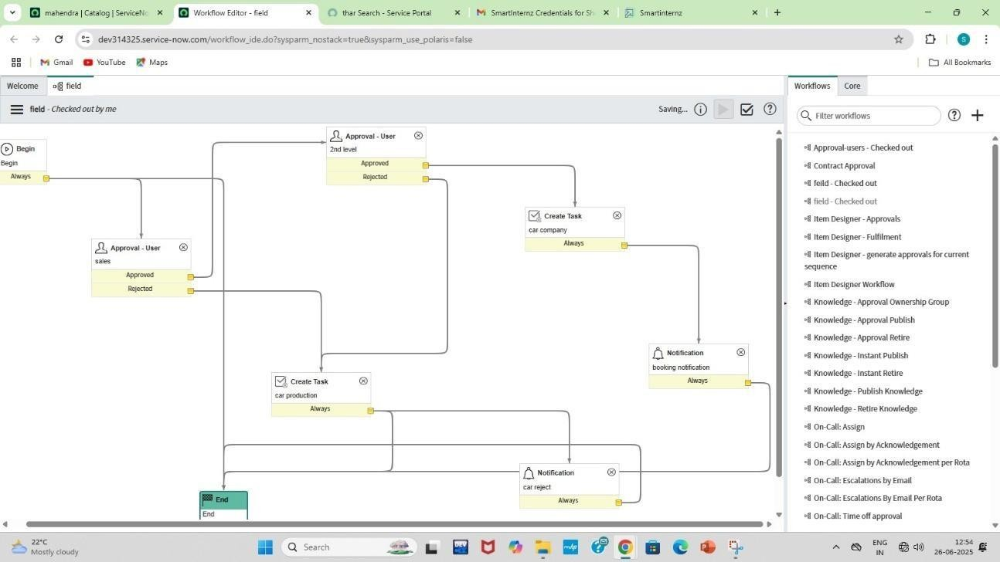 mahendra | Catalog | ServiceNo
Workflow Editor - field
thar Search - Service Portal
SmartInternz Credentials for Sh
Smartinternz
dev314325.service-now.com/workflow_ide.do?sysparm_nostack=true&sysparm_use_polaris=false
S
Gmail
YouTube
Maps
All Bookmarks
Welcome
field
Workflows
Core
field - Checked out by me
Saving...
Filter workflows
Begin
Begin
Always
Approval - User
2nd level
Approved
Rejected
Create Task
car company
Always
Approval - User
sales
Approved
Rejected
Notification
booking notification
Always
Create Task
car production
Always
Notification
car reject
Always
End
End
Approval-users - Checked out
Contract Approval
feild - Checked out
field - Checked out
Item Designer - Approvals
Item Designer - Fulfilment
Item Designer - generate approvals for current
sequence
Item Designer Workflow
Knowledge - Approval Ownership Group
Knowledge - Approval Publish
Knowledge - Approval Retire
Knowledge - Instant Publish
Knowledge - Instant Retire
Knowledge - Publish Knowledge
Knowledge - Retire Knowledge
On-Call: Assign
On-Call: Assign by Acknowledgement
On-Call: Assign by Acknowledgement per Rota
On-Call: Escalations by Email
On-Call: Escalations By Email Per Rota
On-Call: Time off approval
22°C
Mostly cloudy
Search
DEV
ENG
IN
12:54
26-06-2025